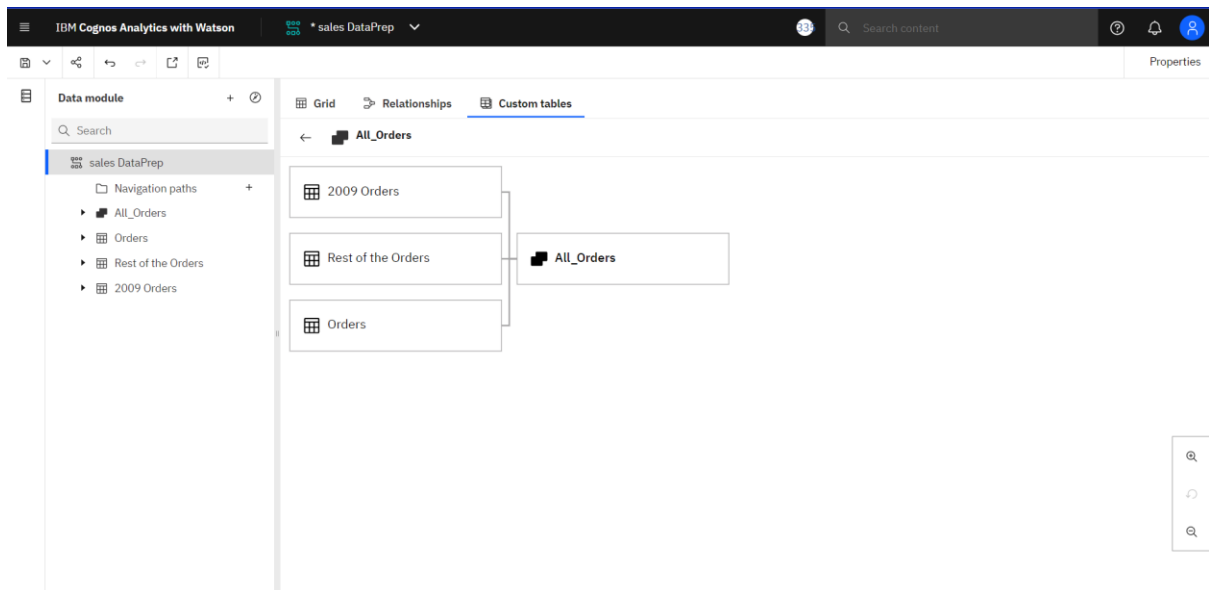 IBM Cognos Analytics with Watson
* sales DataPrep
Search content
Properties
Data module
Search
sales DataPrep
Navigation paths
All_Orders
Orders
Rest of the Orders
2009 Orders
Grid
Relationships
Custom tables
All_Orders
2009 Orders
Rest of the Orders
All_Orders
Orders